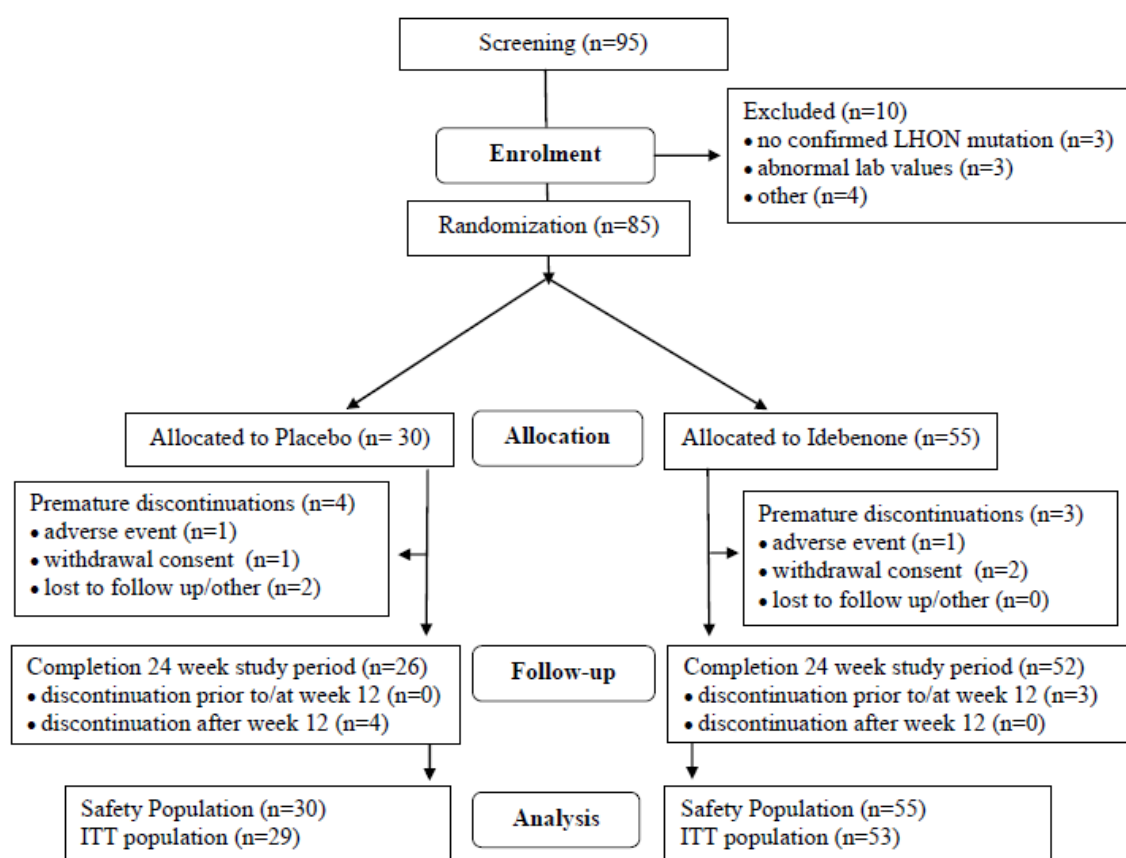 Screening (n=95)
Excluded (n=10)
• no confirmed LHON mutation (n=3)
• abnormal lab values (n=3)
• other (n=4)
Enrolment
Randomization (n=85)
Allocated to Placebo (n= 30)
Allocation
Allocated to Idebenone (n=55)
Premature discontinuations (n=4)
• adverse event (n=1)
• withdrawal consent (n=1)
• lost to follow up/other (n=2)
Premature discontinuations (n=3)
• adverse event (n=1)
• withdrawal consent  (n=2)
• lost to follow up/other (n=0)
Completion 24 week study period (n=26)
• discontinuation prior to/at week 12 (n=0)
• discontinuation after week 12 (n=4)
Follow-up
Completion 24 week study period (n=52)
• discontinuation prior to/at week 12 (n=3)
• discontinuation after week 12 (n=0)
Safety Population (n=30)
ITT population (n=29)
Analysis
Safety Population (n=55)
ITT population (n=53)